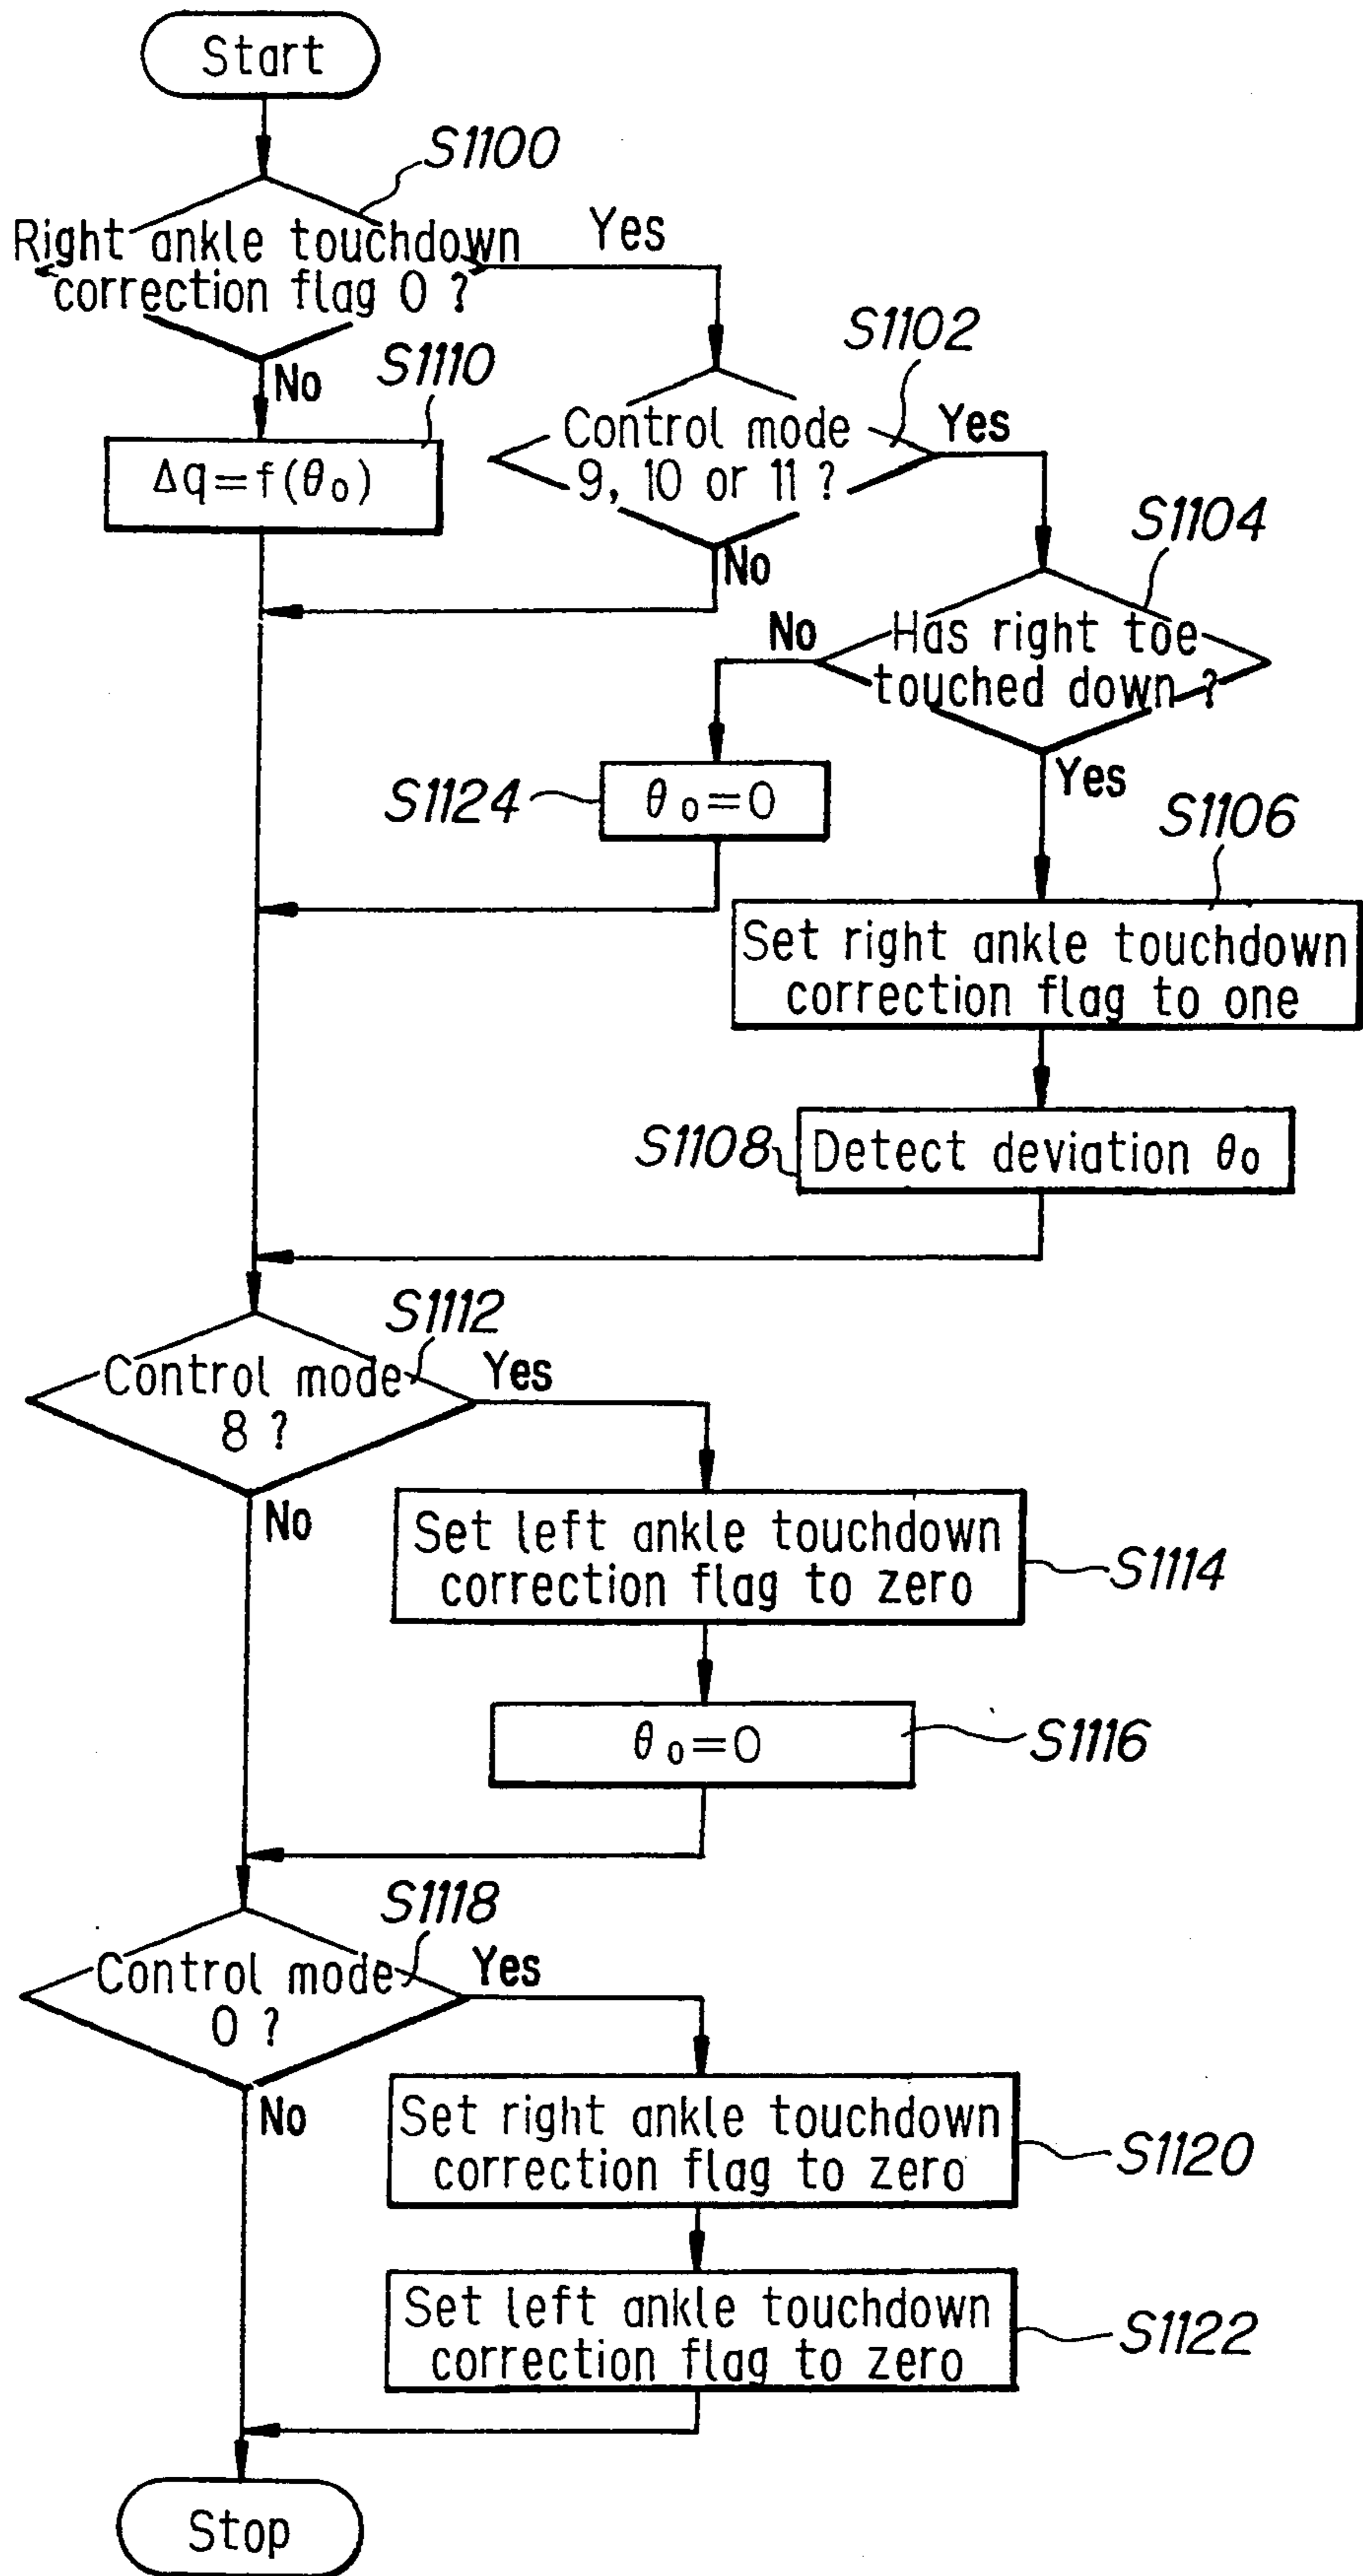 Start
S1100
Right ankle touchdown
correction flag 0 ?
Yes
No
S1110
Δq=f(θ0)
S1102
Control mode
9, 10 or 11 ?
Yes
No
S1104
Has right toe
touched down ?
No
Yes
S1124
θ0=0
S1106
Set right ankle touchdown
correction flag to one
S1108
Detect deviation θ0
S1112
Control mode
8 ?
Yes
No
Set left ankle touchdown
correction flag to zero
S1114
θ0=0
S1116
S1118
Control mode
0 ?
Yes
No
Set right ankle touchdown
correction flag to zero
S1120
Set left ankle touchdown
correction flag to zero
S1122
Stop